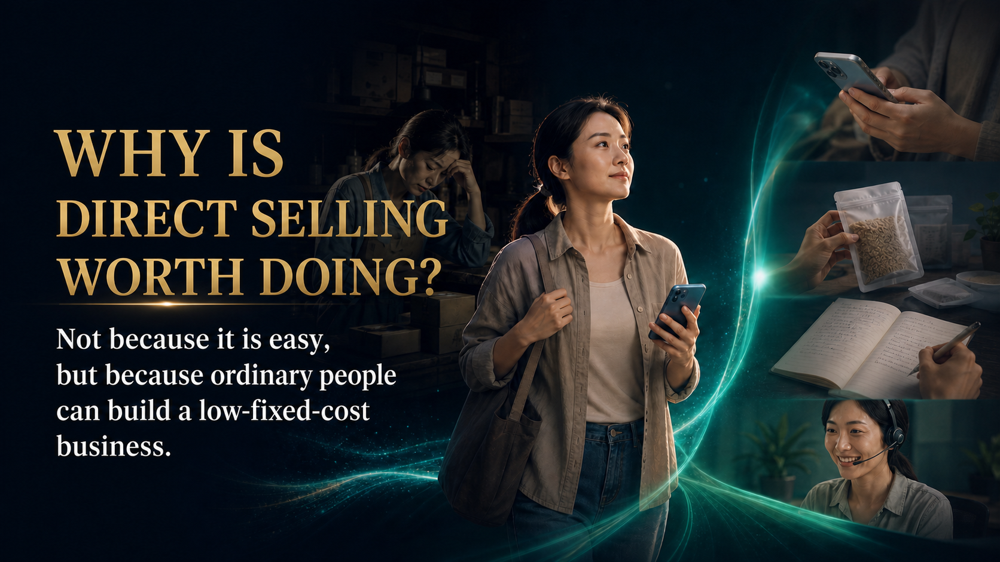 WHY IS
DIRECT SELLING
WORTH DOING?
Not because it is easy,
but because ordinary people
can build a low-fixed-cost
business.